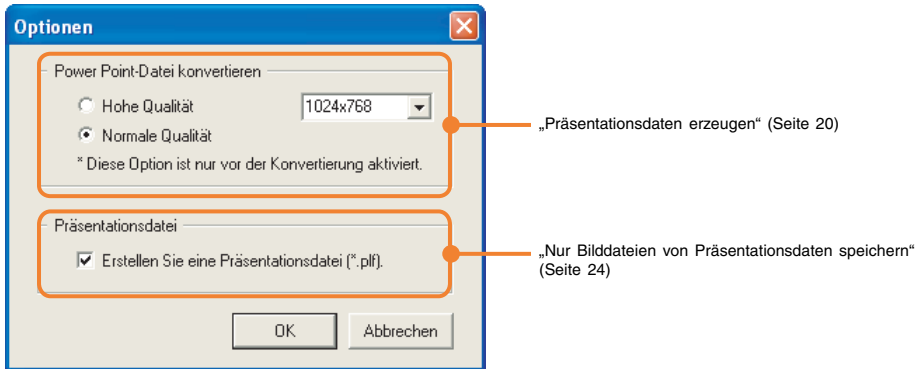 Optionen
Power Point-Datei konvertieren
Hohe Qualität
1024x768
Normale Qualität
* Diese Option ist nur vor der Konvertierung aktiviert.
„Präsentationsdaten erzeugen“ (Seite 20)
Präsentationsdatei
Erstellen Sie eine Präsentationsdatei (*.plf).
„Nur Bilddateien von Präsentationsdaten speichern“
(Seite 24)
OK
Abbrechen